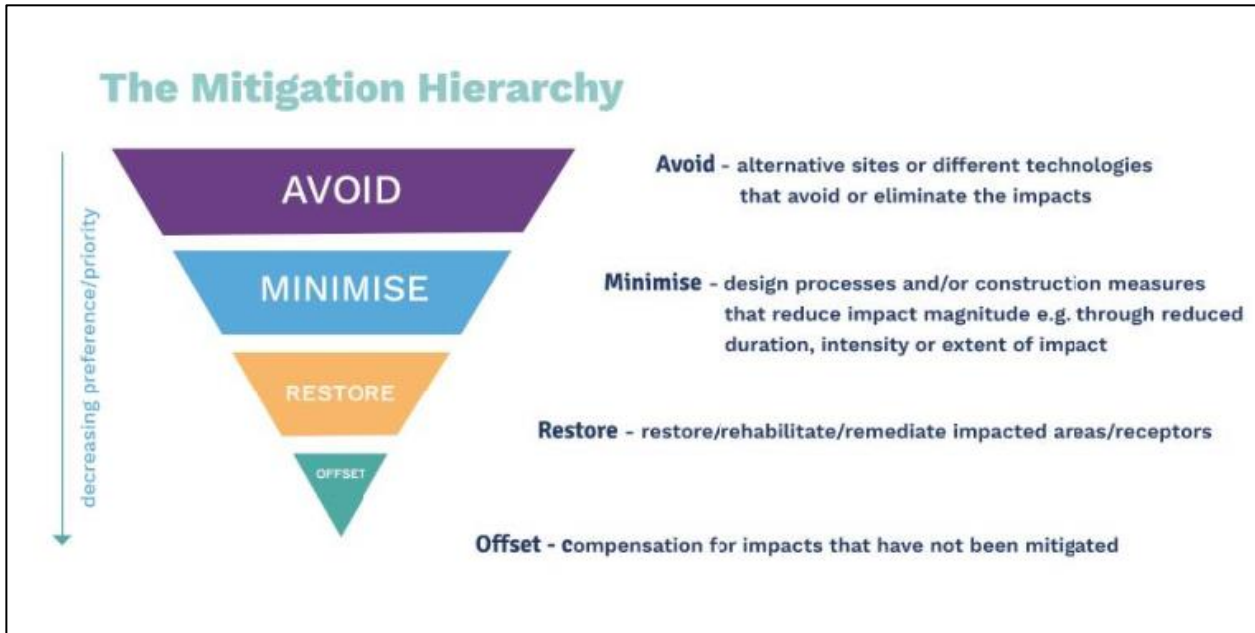 The Mitigation Hierarchy
decreasing preference/priority
AVOID
Avoid - alternative sites or different technologies
that avoid or eliminate the impacts
MINIMISE
Minimise - design processes and/or construction measures
that reduce impact magnitude e.g. through reduced
duration, intensity or extent of impact
RESTORE
Restore - restore/rehabilitate/remediate impacted areas/receptors
OFFSET
Offset - compensation for impacts that have not been mitigated